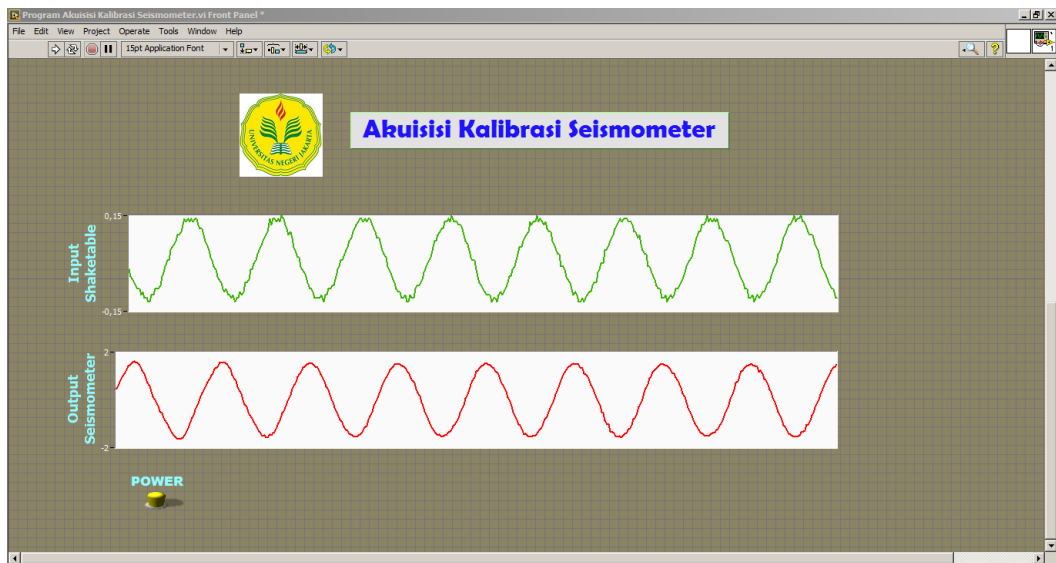 Program Akuisisi Kalibrasi Seismometer.vi Front Panel *
File Edit View Project Operate Tools Window Help
15pt Application Font
1
UNIVERSITAS NEGERI JAKARTA
Akuisisi Kalibrasi Seismometer
0,15
Input
Shaketable
-0,15
2
Output
Seismometer
-2
POWER